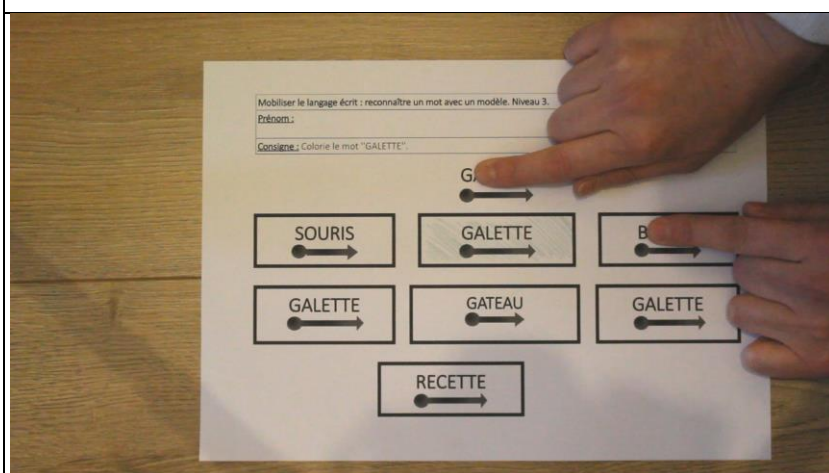 Mobiliser le langage écrit : reconnaître un mot avec un modèle. Niveau 3.
Prénom :
Consigne : Colorie le mot "GALETTE".
SOURIS GALETTE
GALETTE GATEAU GALETTE
RECETTE